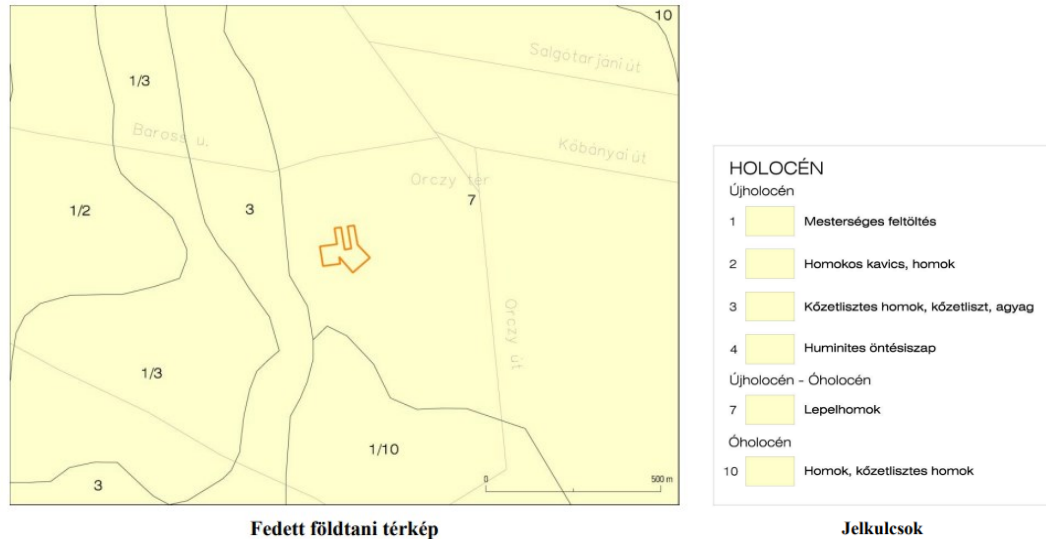 10
Salgótarjáni út
1/3
Baross u.
Kőbányai út
Orczy tér
7
1/2
3
Orczy út
1/3
1/10
3
0
500 m
Fedett földtani térkép
HOLOCÉN
Újholocén
1 Mesterséges feltöltés
2 Homokos kavics, homok
3 Kőzetlisztes homok, kőzetliszt, agyag
4 Huminites öntésiszap
Újholocén - Óholocén
7 Lepelhomok
Óholocén
10 Homok, kőzetlisztes homok
Jelkulcsok